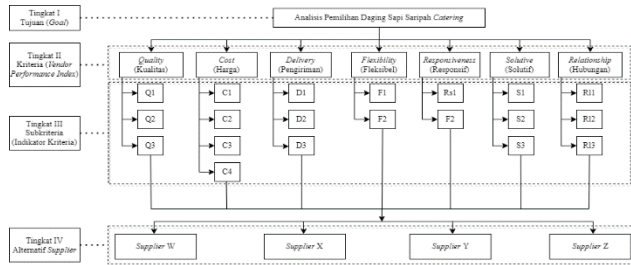 Tingkat I
Tujuan (Goal)
Analisis Pemilihan Daging Sapi Saripah Catering
Tingkat II
Kriteria (Vendor
Performance Index)
Quality
(Kualitas)
Cost
(Harga)
Delivery
(Pengiriman)
Flexibility
(Fleksibel)
Responsiveness
(Responsif)
Solutive
(Solutif)
Relationship
(Hubungan)
Tingkat III
Subkriteria
(Indikator Kriteria)
Q1
C1
D1
F1
Rs1
S1
Rl1
Q2
C2
D2
F2
F2
S2
Rl2
Q3
C3
D3
S3
Rl3
C4
Tingkat IV
Alternatif Supplier
Supplier W
Supplier X
Supplier Y
Supplier Z